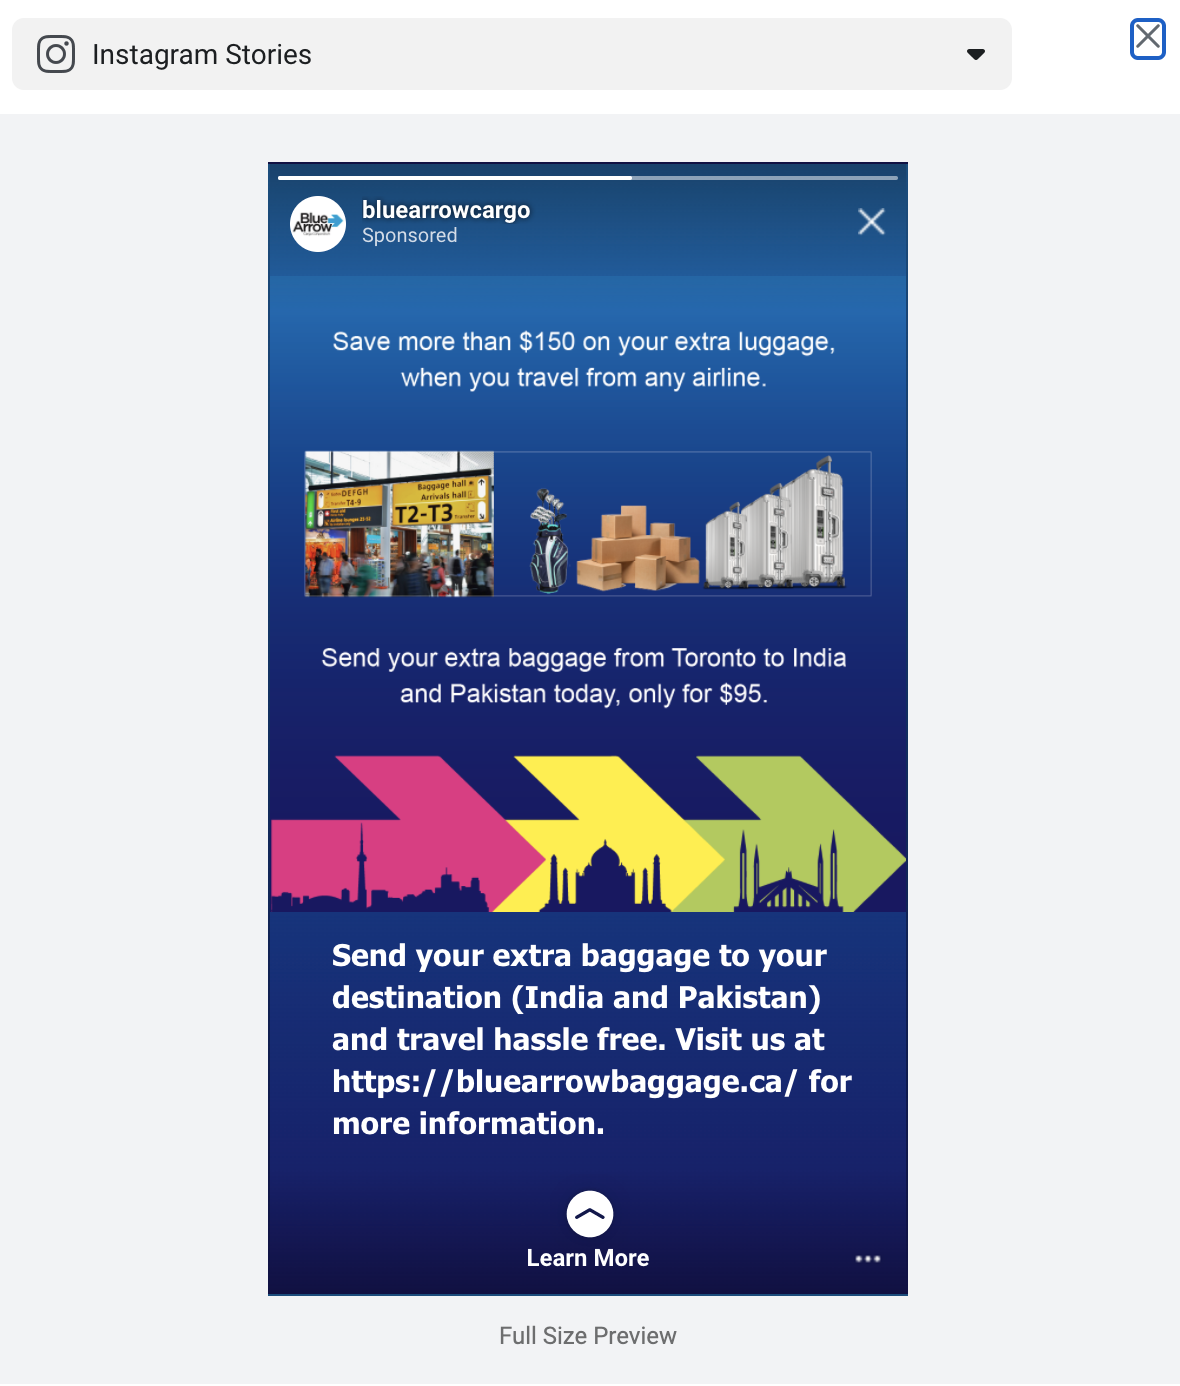 Instagram Stories
Blue
Arrow
bluearrowcargo
Sponsored
Save more than $150 on your extra luggage,
when you travel from any airline.
DEFGH
T4-9
Baggage hall
Arrivals hall
T2-T3
Transfer
Send your extra baggage from Toronto to India
and Pakistan today, only for $95.
Send your extra baggage to your
destination (India and Pakistan)
and travel hassle free. Visit us at
https://bluearrowbaggage.ca/ for
more information.
Learn More
Full Size Preview